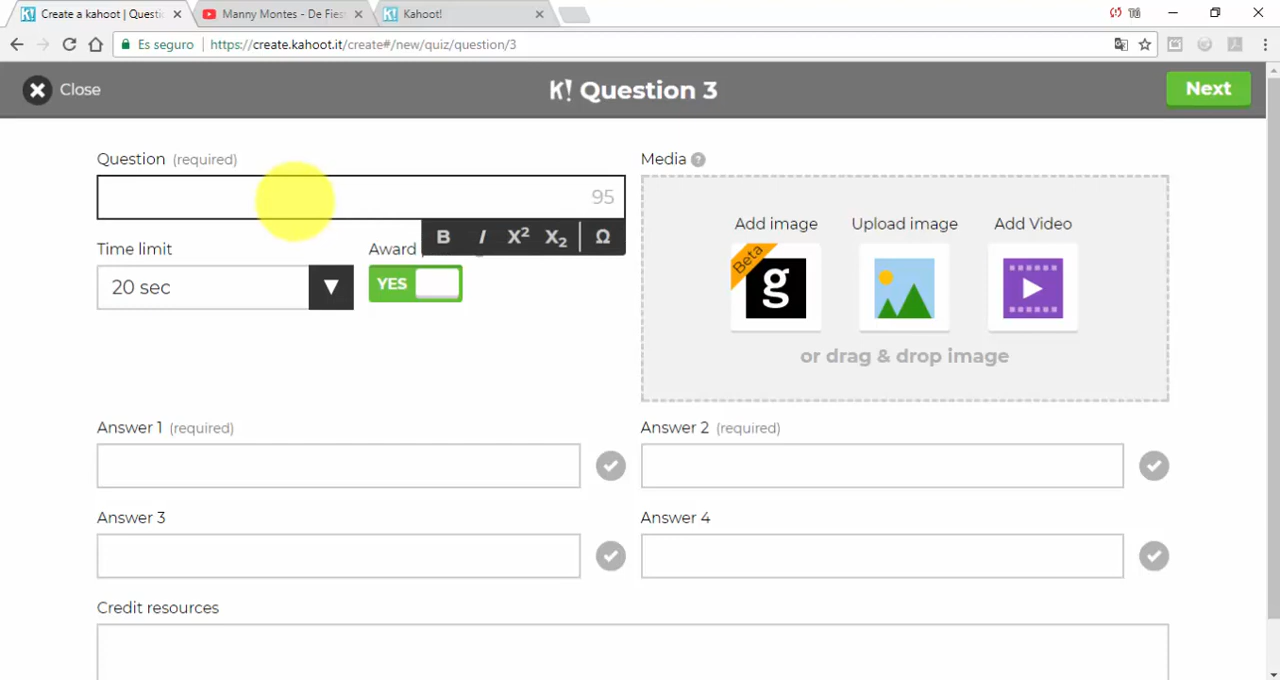 Create a kahoot | Questi
Manny Montes - De Fies
Kahoot!
Es seguro
https://create.kahoot.it/create#/new/quiz/question/3
Close
K! Question 3
Next
Question (required)
95
B I X² X₂ Ω
Time limit
Award
20 sec
YES
Media ?
Add image
Upload image
Add Video
Beta
g
or drag & drop image
Answer 1 (required)
Answer 2 (required)
Answer 3
Answer 4
Credit resources